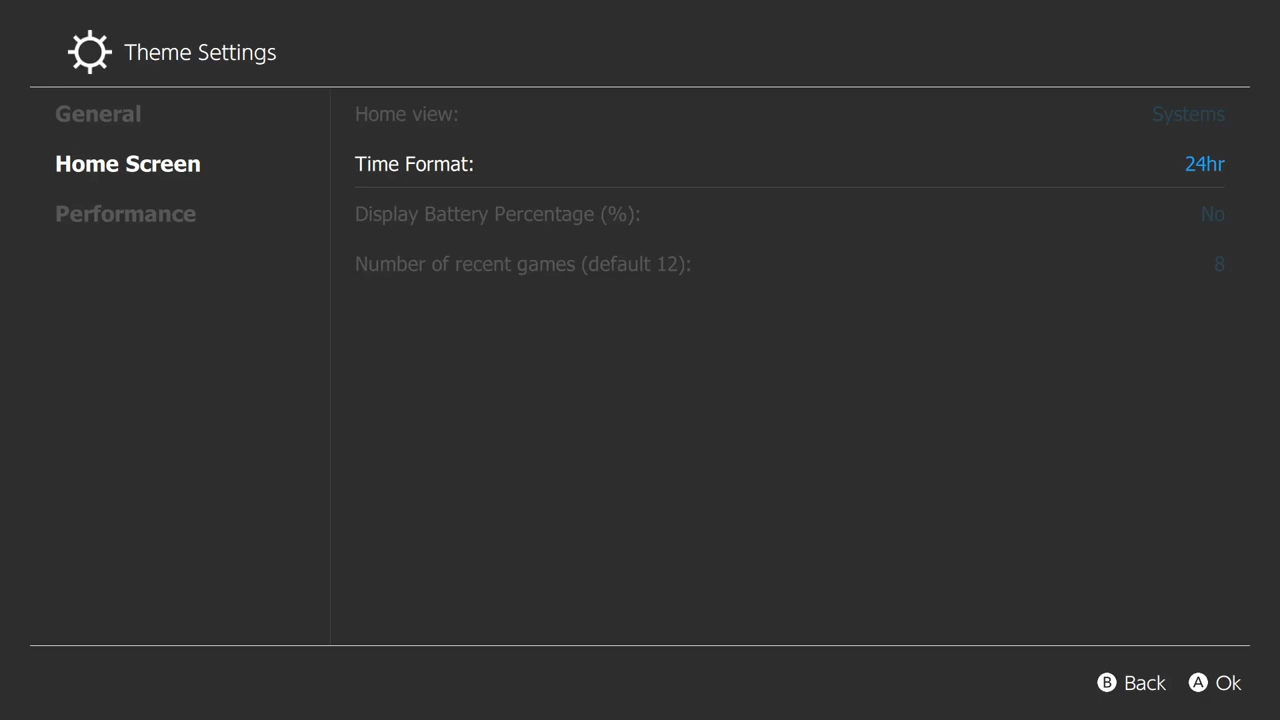 Theme Settings
General
Home Screen
Performance
Home view: Systems
Time Format: 24hr
Display Battery Percentage (%): No
Number of recent games (default 12): 8
B Back A Ok